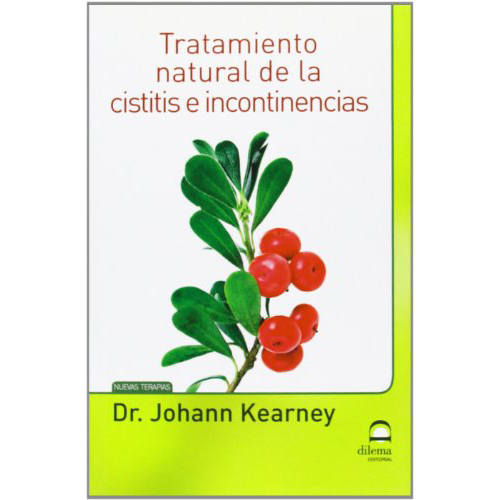 Tratamiento
natural de la
cistitis e incontinencias
NUEVAS TERAPIAS
Dr. Johann Kearney
dilema
EDITORIAL